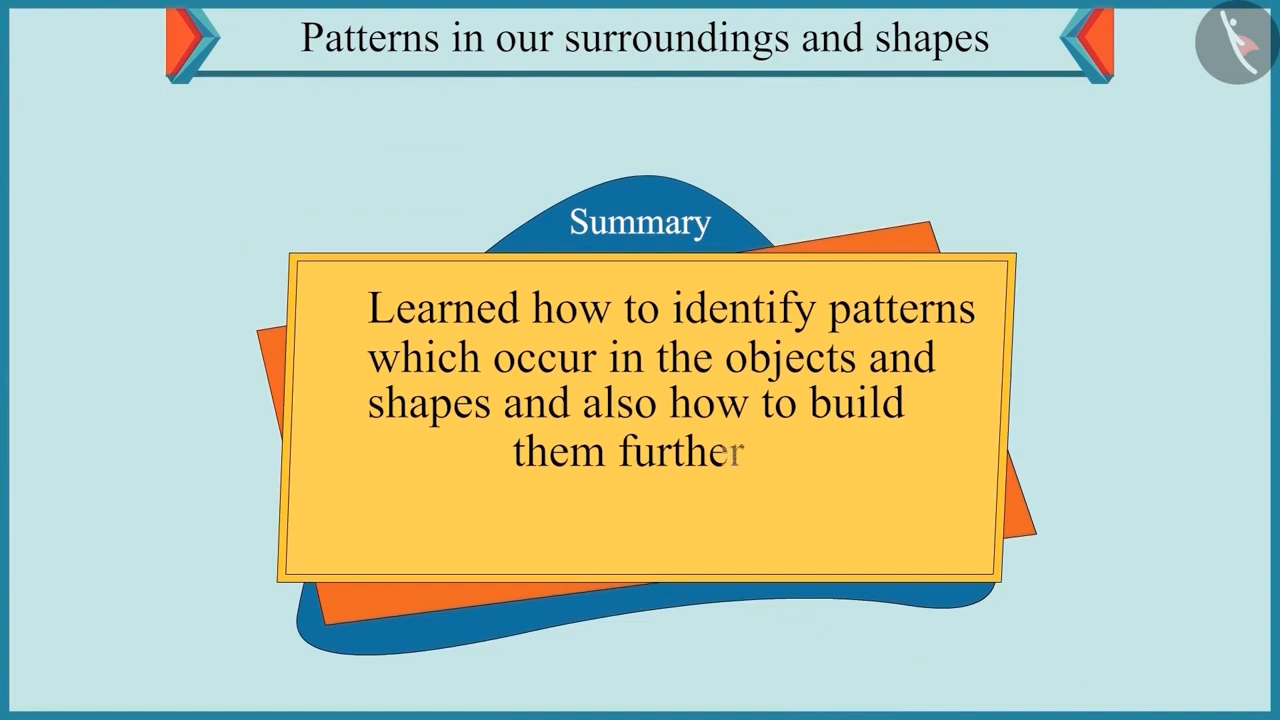 Patterns in our surroundings and shapes
Summary
Learned how to identify patterns
which occur in the objects and
shapes and also how to build
them further